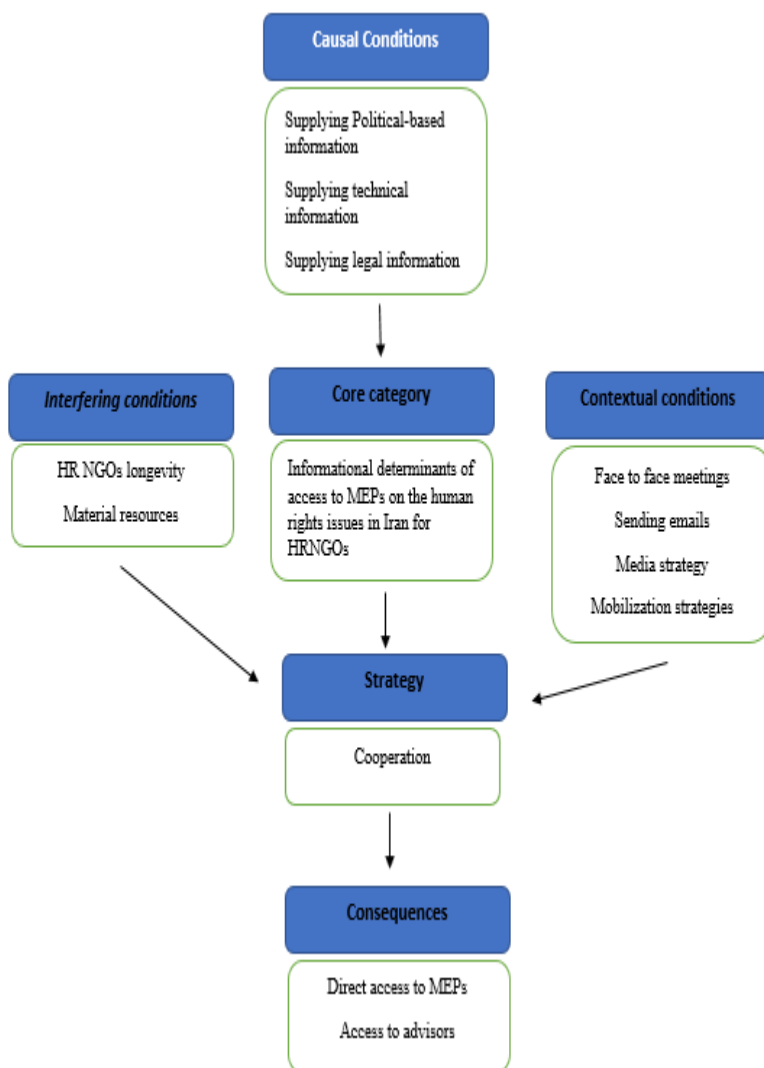 Causal Conditions
Supplying Political-based
information
Supplying technical
information
Supplying legal information
Interfering conditions
HR NGOs longevity
Material resources
Core category
Informational determinants of
access to MEPs on the human
rights issues in Iran for
HRNGOs
Contextual conditions
Face to face meetings
Sending emails
Media strategy
Mobilization strategies
Strategy
Cooperation
Consequences
Direct access to MEPs
Access to advisors